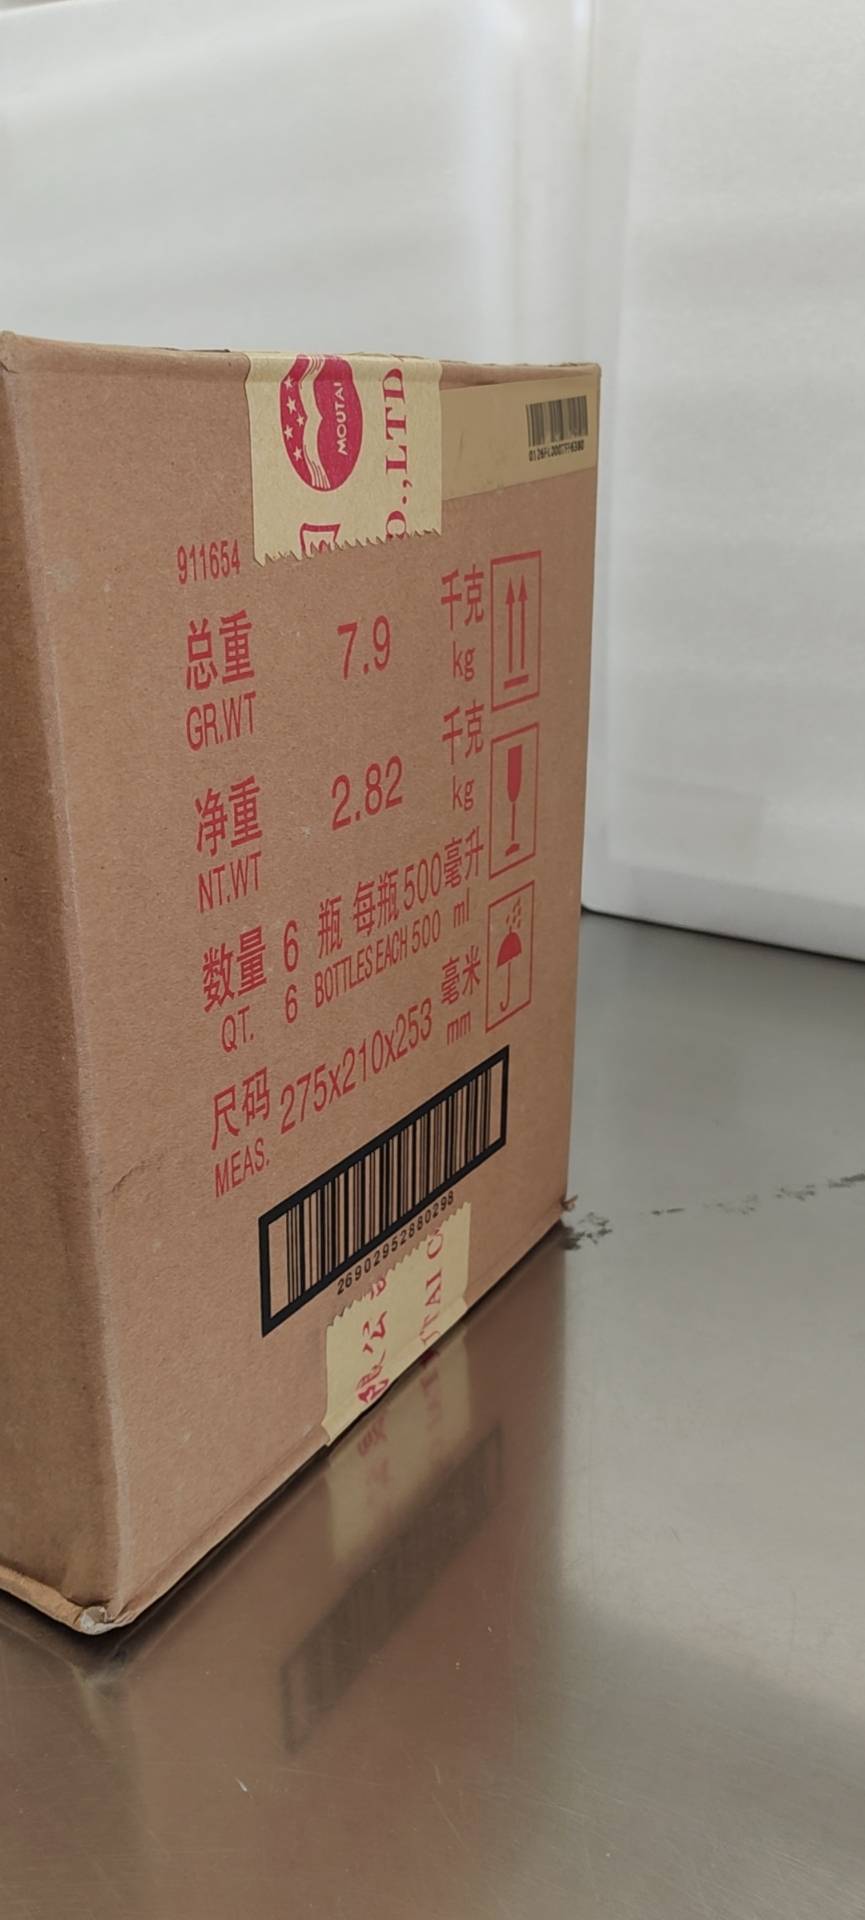 MOUTAI
.,LTD
911654
总重 7.9 千克
GR.WT kg
净重 2.82 千克
NT.WT kg
数量 6 瓶 每瓶 500 毫升
QT. 6 BOTTLES EACH 500 ml
尺码 275x210x253 毫米
MEAS. mm
26902952880298